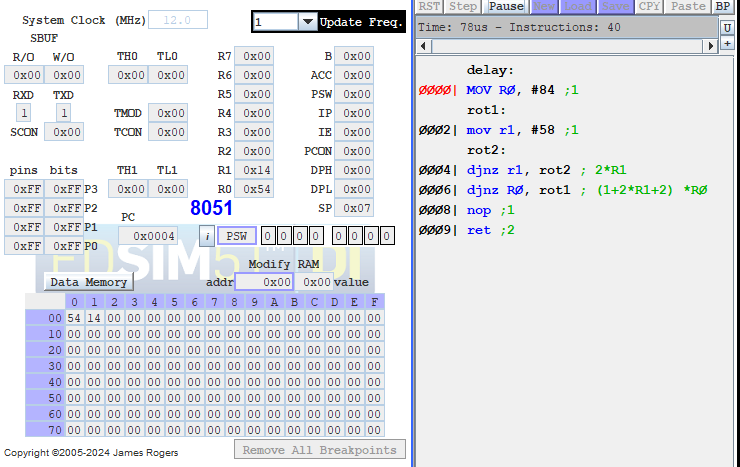 System Clock (MHz) 12.0 1 Update Freq.
SBUF
R/O W/O TH0 TL0 R7 0x00 B 0x00
0x00 0x00 0x00 0x00 R6 0x00 ACC 0x00
RXD TXD R5 0x00 PSW 0x00
1 1 TMOD 0x00 R4 0x00 IP 0x00
SCON 0x00 TCON 0x00 R3 0x00 IE 0x00
R2 0x00 PCON 0x00
pins bits TH1 TL1 R1 0x14 DPH 0x00
0xFF 0xFF P3 0x00 0x00 R0 0x54 DPL 0x00
0xFF 0xFF P2 8051 SP 0x07
0xFF 0xFF P1 PC
0xFF 0xFF P0 0x0004 i PSW 0 0 0 0 0 0 0 0
Modify RAM
Data Memory addr 0x00 0x00 value
0 1 2 3 4 5 6 7 8 9 A B C D E F
00 54 14 00 00 00 00 00 00 00 00 00 00 00 00 00 00
10 00 00 00 00 00 00 00 00 00 00 00 00 00 00 00 00
20 00 00 00 00 00 00 00 00 00 00 00 00 00 00 00 00
30 00 00 00 00 00 00 00 00 00 00 00 00 00 00 00 00
40 00 00 00 00 00 00 00 00 00 00 00 00 00 00 00 00
50 00 00 00 00 00 00 00 00 00 00 00 00 00 00 00 00
60 00 00 00 00 00 00 00 00 00 00 00 00 00 00 00 00
70 00 00 00 00 00 00 00 00 00 00 00 00 00 00 00 00
Copyright ©2005-2024 James Rogers Remove All Breakpoints
RST Step Pause New Load Save CPY Paste BP
Time: 78us - Instructions: 40 U
+
delay:
0000| MOV R0, #84 ;1
rot1:
0002| mov r1, #58 ;1
rot2:
0004| djnz r1, rot2 ; 2*R1
0006| djnz R0, rot1 ; (1+2*R1+2) *R0
0008| nop ;1
0009| ret ;2